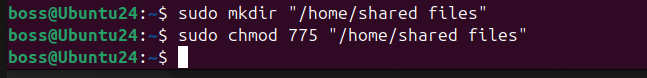 boss@Ubuntu24:~$ sudo mkdir "/home/shared files"
boss@Ubuntu24:~$ sudo chmod 775 "/home/shared files"
boss@Ubuntu24:~$